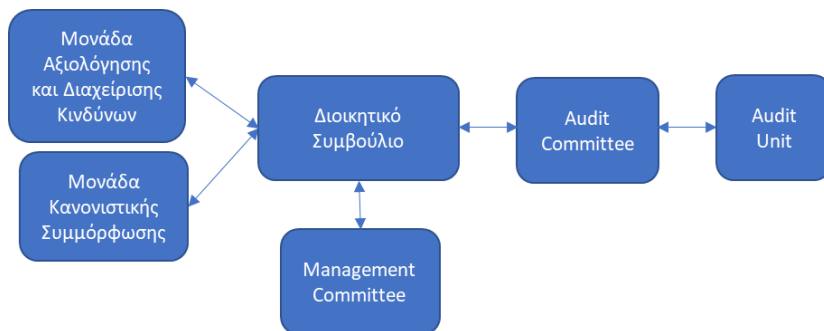 Μονάδα
Αξιολόγησης
και Διαχείρισης
Κινδύνων
Μονάδα
Κανονιστικής
Συμμόρφωσης
Διοικητικό
Συμβούλιο
Management
Committee
Audit
Committee
Audit
Unit